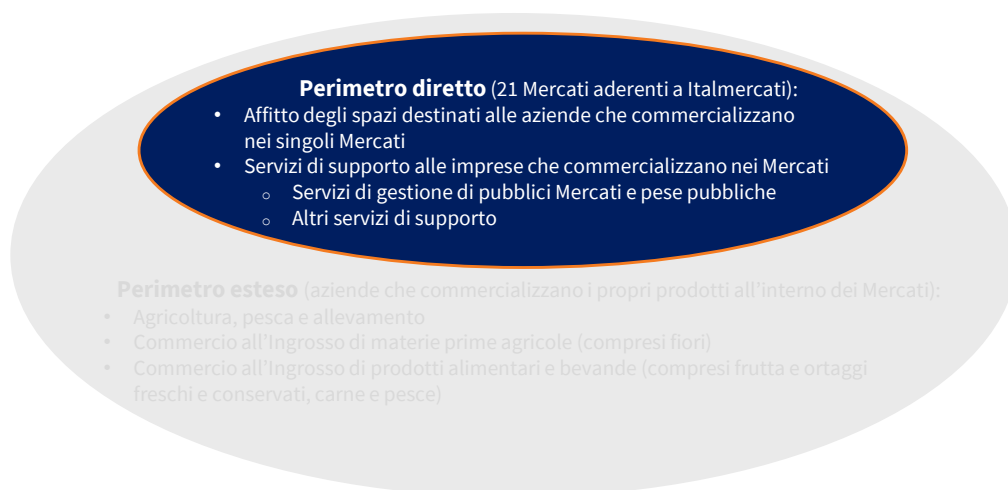 Perimetro diretto (21 Mercati aderenti a Italmercati):
• Affitto degli spazi destinati alle aziende che commercializzano
nei singoli Mercati
• Servizi di supporto alle imprese che commercializzano nei Mercati
o Servizi di gestione di pubblici Mercati e pese pubbliche
o Altri servizi di supporto
Perimetro esteso (aziende che commercializzano i propri prodotti all'interno dei Mercati):
• Agricoltura, pesca e allevamento
• Commercio all'Ingrosso di materie prime agricole (compresi fiori)
• Commercio all'Ingrosso di prodotti alimentari e bevande (compresi frutta e ortaggi
freschi e conservati, carne e pesce)